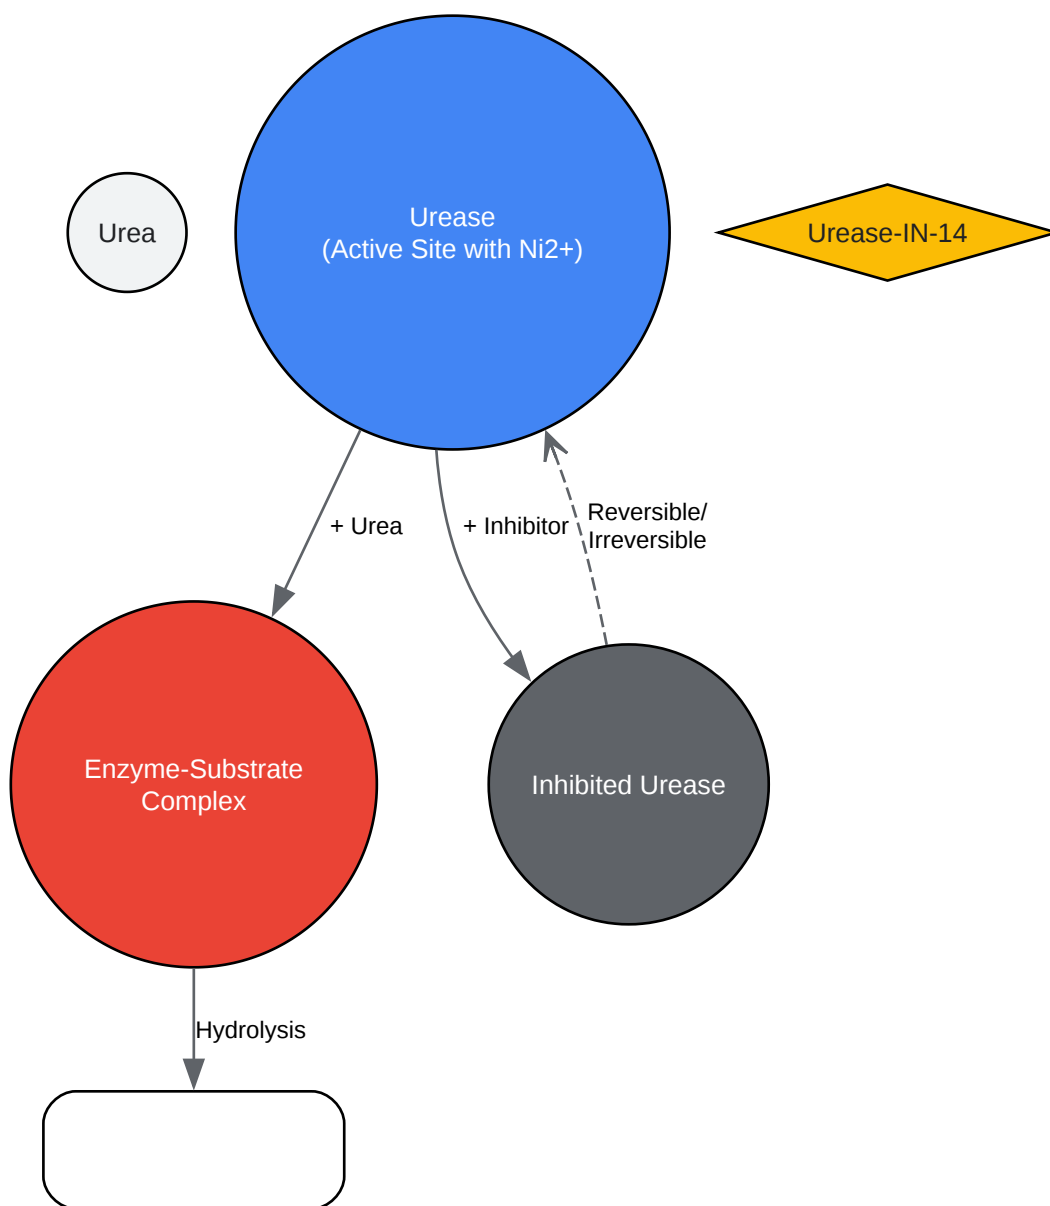 Urea
Urease
(Active Site with Ni2+)
Urease-IN-14
+ Urea
+ Inhibitor
Reversible/
Irreversible
Enzyme-Substrate
Complex
Inhibited Urease
Hydrolysis